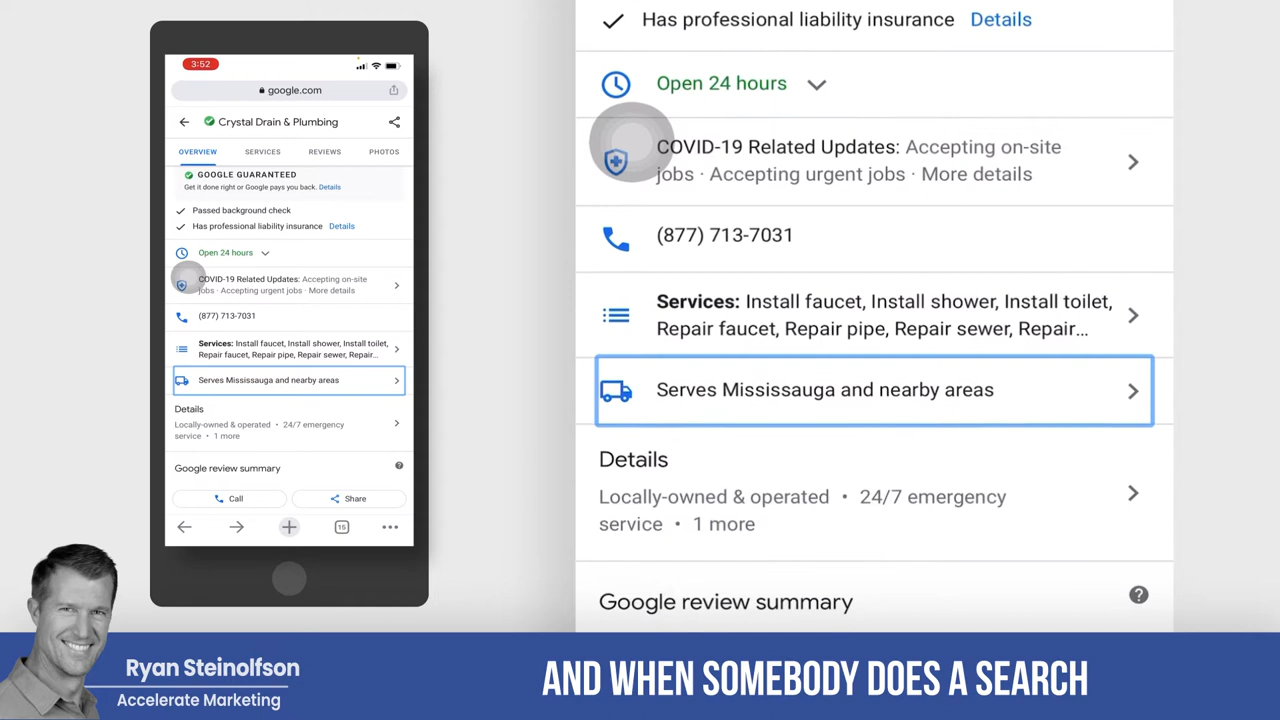 3:52
google.com
Crystal Drain & Plumbing
OVERVIEW SERVICES REVIEWS PHOTOS
GOOGLE GUARANTEED
Get it done right or Google pays you back. Details
Passed background check
Has professional liability insurance Details
Open 24 hours
COVID-19 Related Updates: Accepting on-site
jobs · Accepting urgent jobs · More details
(877) 713-7031
Services: Install faucet, Install shower, Install toilet,
Repair faucet, Repair pipe, Repair sewer, Repair...
Serves Mississauga and nearby areas
Details
Locally-owned & operated • 24/7 emergency
service • 1 more
Google review summary
Call Share
15
Has professional liability insurance Details
Open 24 hours
COVID-19 Related Updates: Accepting on-site
jobs · Accepting urgent jobs · More details
(877) 713-7031
Services: Install faucet, Install shower, Install toilet,
Repair faucet, Repair pipe, Repair sewer, Repair...
Serves Mississauga and nearby areas
Details
Locally-owned & operated • 24/7 emergency
service • 1 more
Google review summary
Ryan Steinolfson
Accelerate Marketing
AND WHEN SOMEBODY DOES A SEARCH